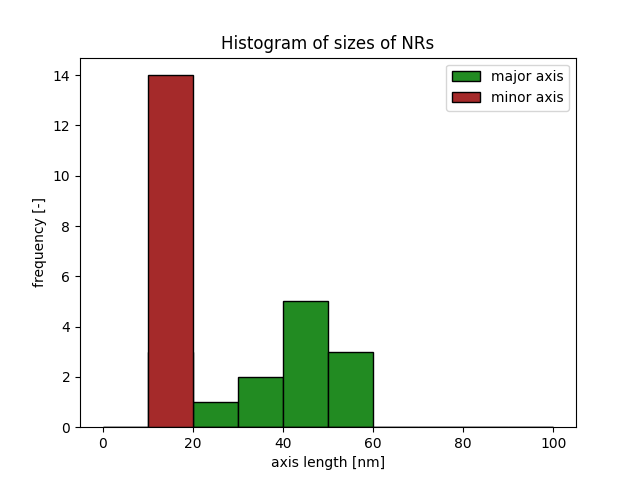 Histogram of sizes of NRs
major axis
minor axis
frequency [-]
14
12
10
8
6
4
2
0
0
20
40
60
80
100
axis length [nm]